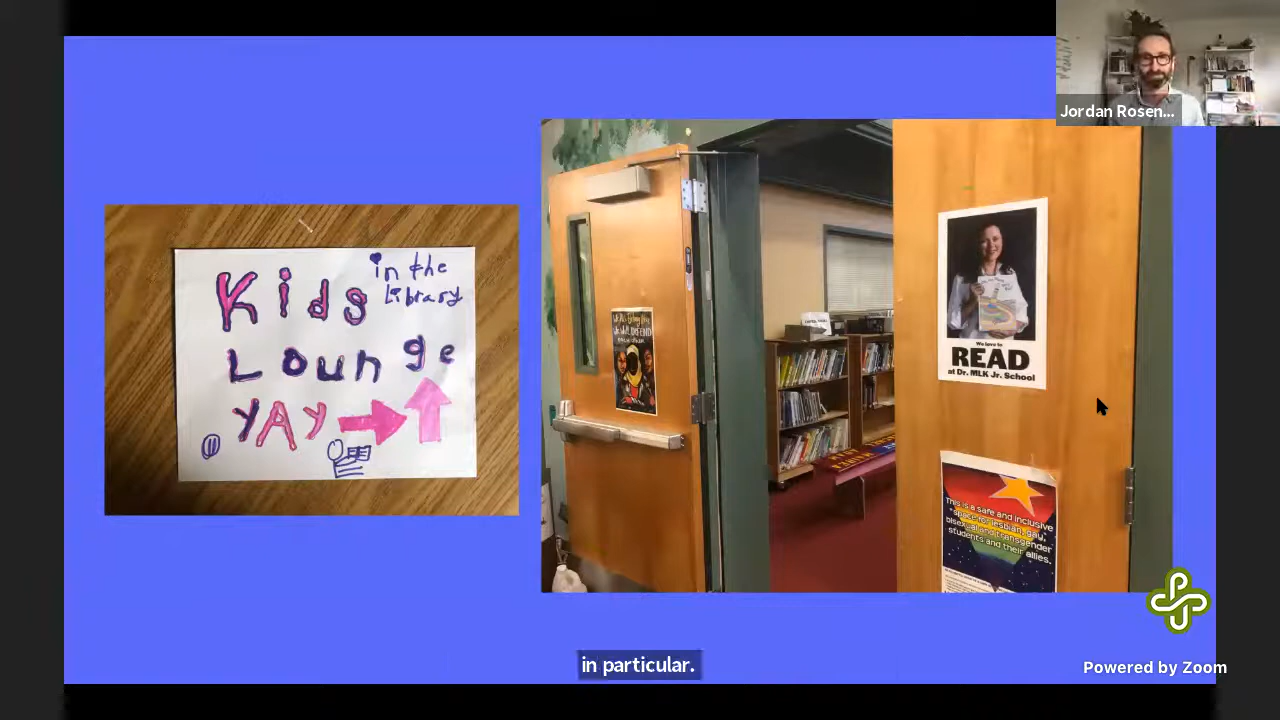 Jordan Rosen...
Kids in the
Library
Lounge
YAY
We love to
READ
at Dr. MLK Jr. School
This is a safe and inclusive
space for lesbian, gay,
bisexual and transgender
students and their allies.
in particular.
Powered by Zoom